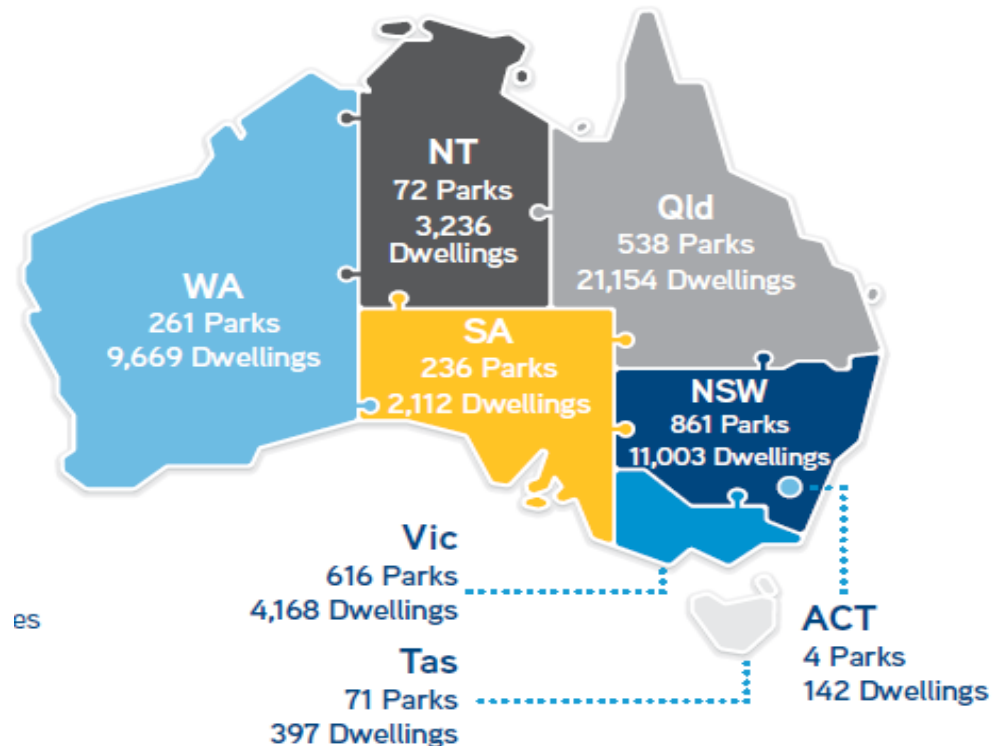 NT
72 Parks
3,236
Dwellings
Qld
538 Parks
21,154 Dwellings
WA
261 Parks
9,669 Dwellings
SA
236 Parks
2,112 Dwellings
NSW
861 Parks
11,003 Dwellings
Vic
616 Parks
4,168 Dwellings
es
ACT
4 Parks
142 Dwellings
Tas
71 Parks
397 Dwellings